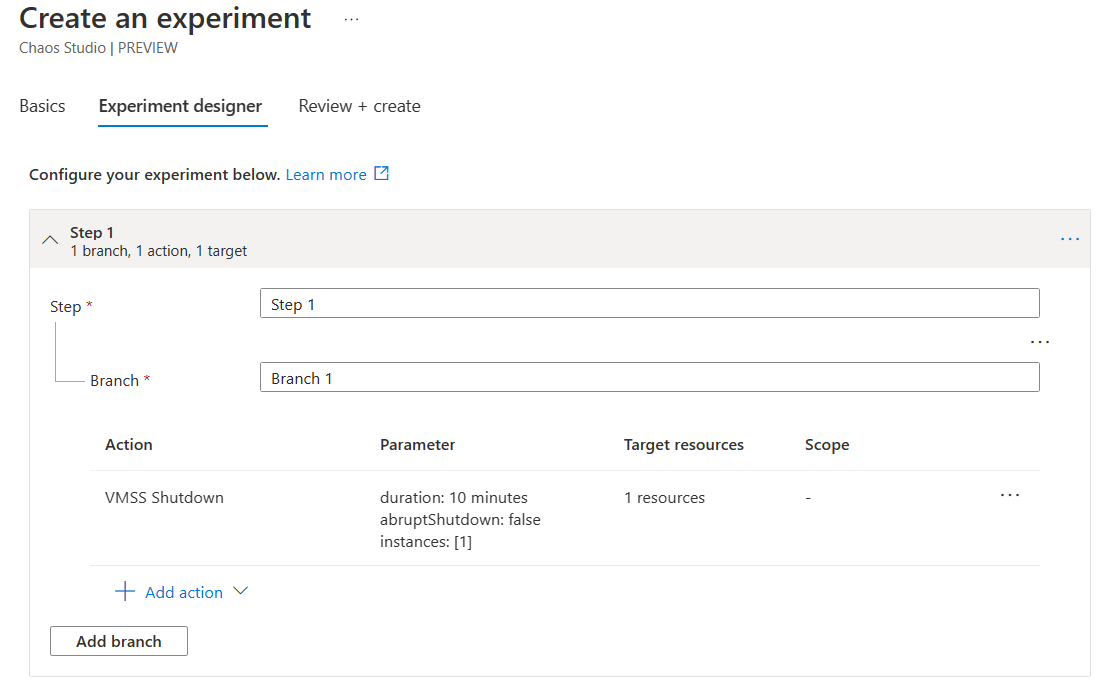 Create an experiment ...
Chaos Studio | PREVIEW
Basics Experiment designer Review + create
Configure your experiment below. Learn more
Step 1
1 branch, 1 action, 1 target
...
Step * Step 1
...
Branch * Branch 1
Action Parameter Target resources Scope
VMSS Shutdown duration: 10 minutes 1 resources - ...
abruptShutdown: false
instances: [1]
Add action
Add branch